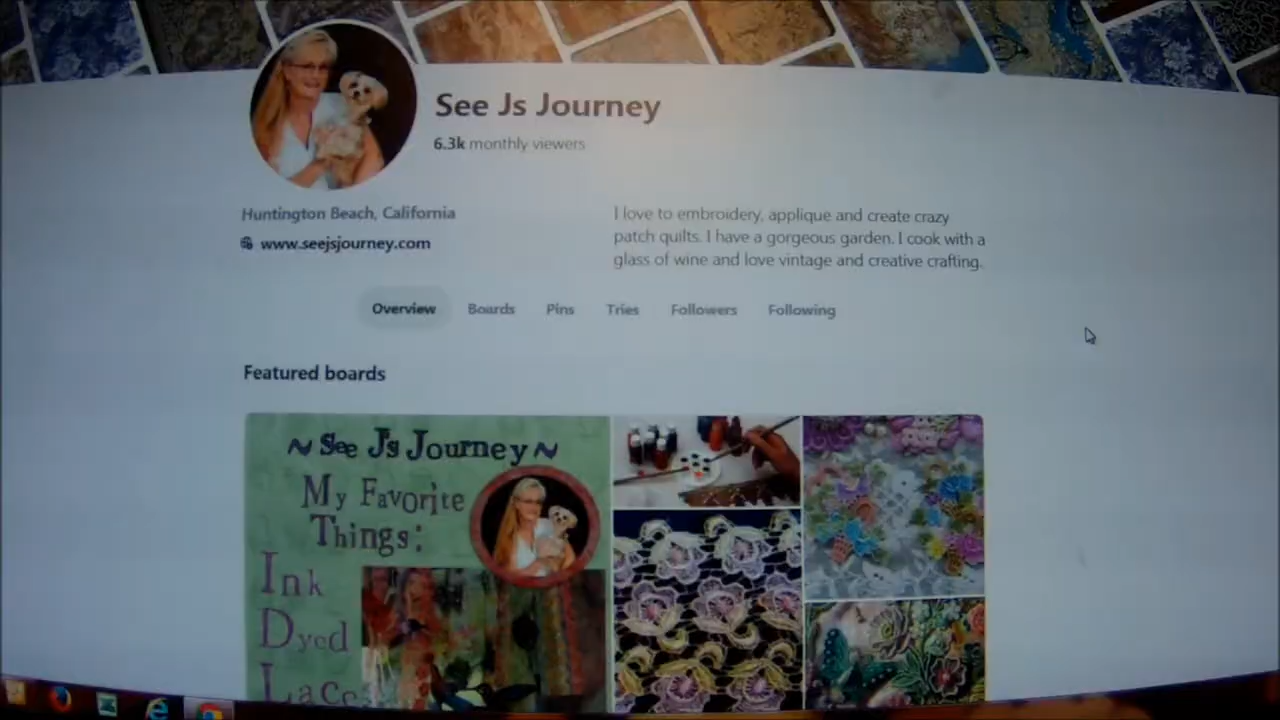 See Js Journey
6.3k monthly viewers
Huntington Beach, California
www.seejsjourney.com
I love to embroidery, applique and create crazy
patch quilts. I have a gorgeous garden. I cook with a
glass of wine and love vintage and creative crafting.
Overview Boards Pins Tries Followers Following
Featured boards
~ See J's Journey ~
My Favorite
Things:
Ink
Dyed
Lace